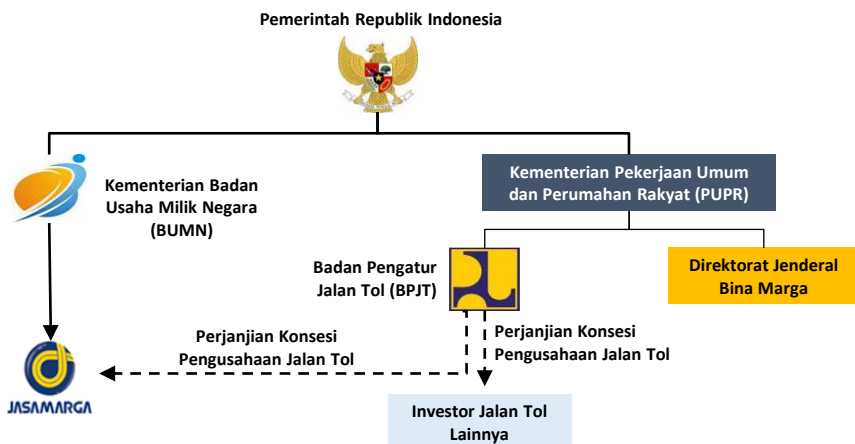 Pemerintah Republik Indonesia
Kementerian Badan
Usaha Milik Negara
(BUMN)
Kementerian Pekerjaan Umum
dan Perumahan Rakyat (PUPR)
Badan Pengatur
Jalan Tol (BPJT)
Direktorat Jenderal
Bina Marga
Perjanjian Konsesi
Pengusahaan Jalan Tol
Perjanjian Konsesi
Pengusahaan Jalan Tol
JASAMARGA
Investor Jalan Tol
Lainnya